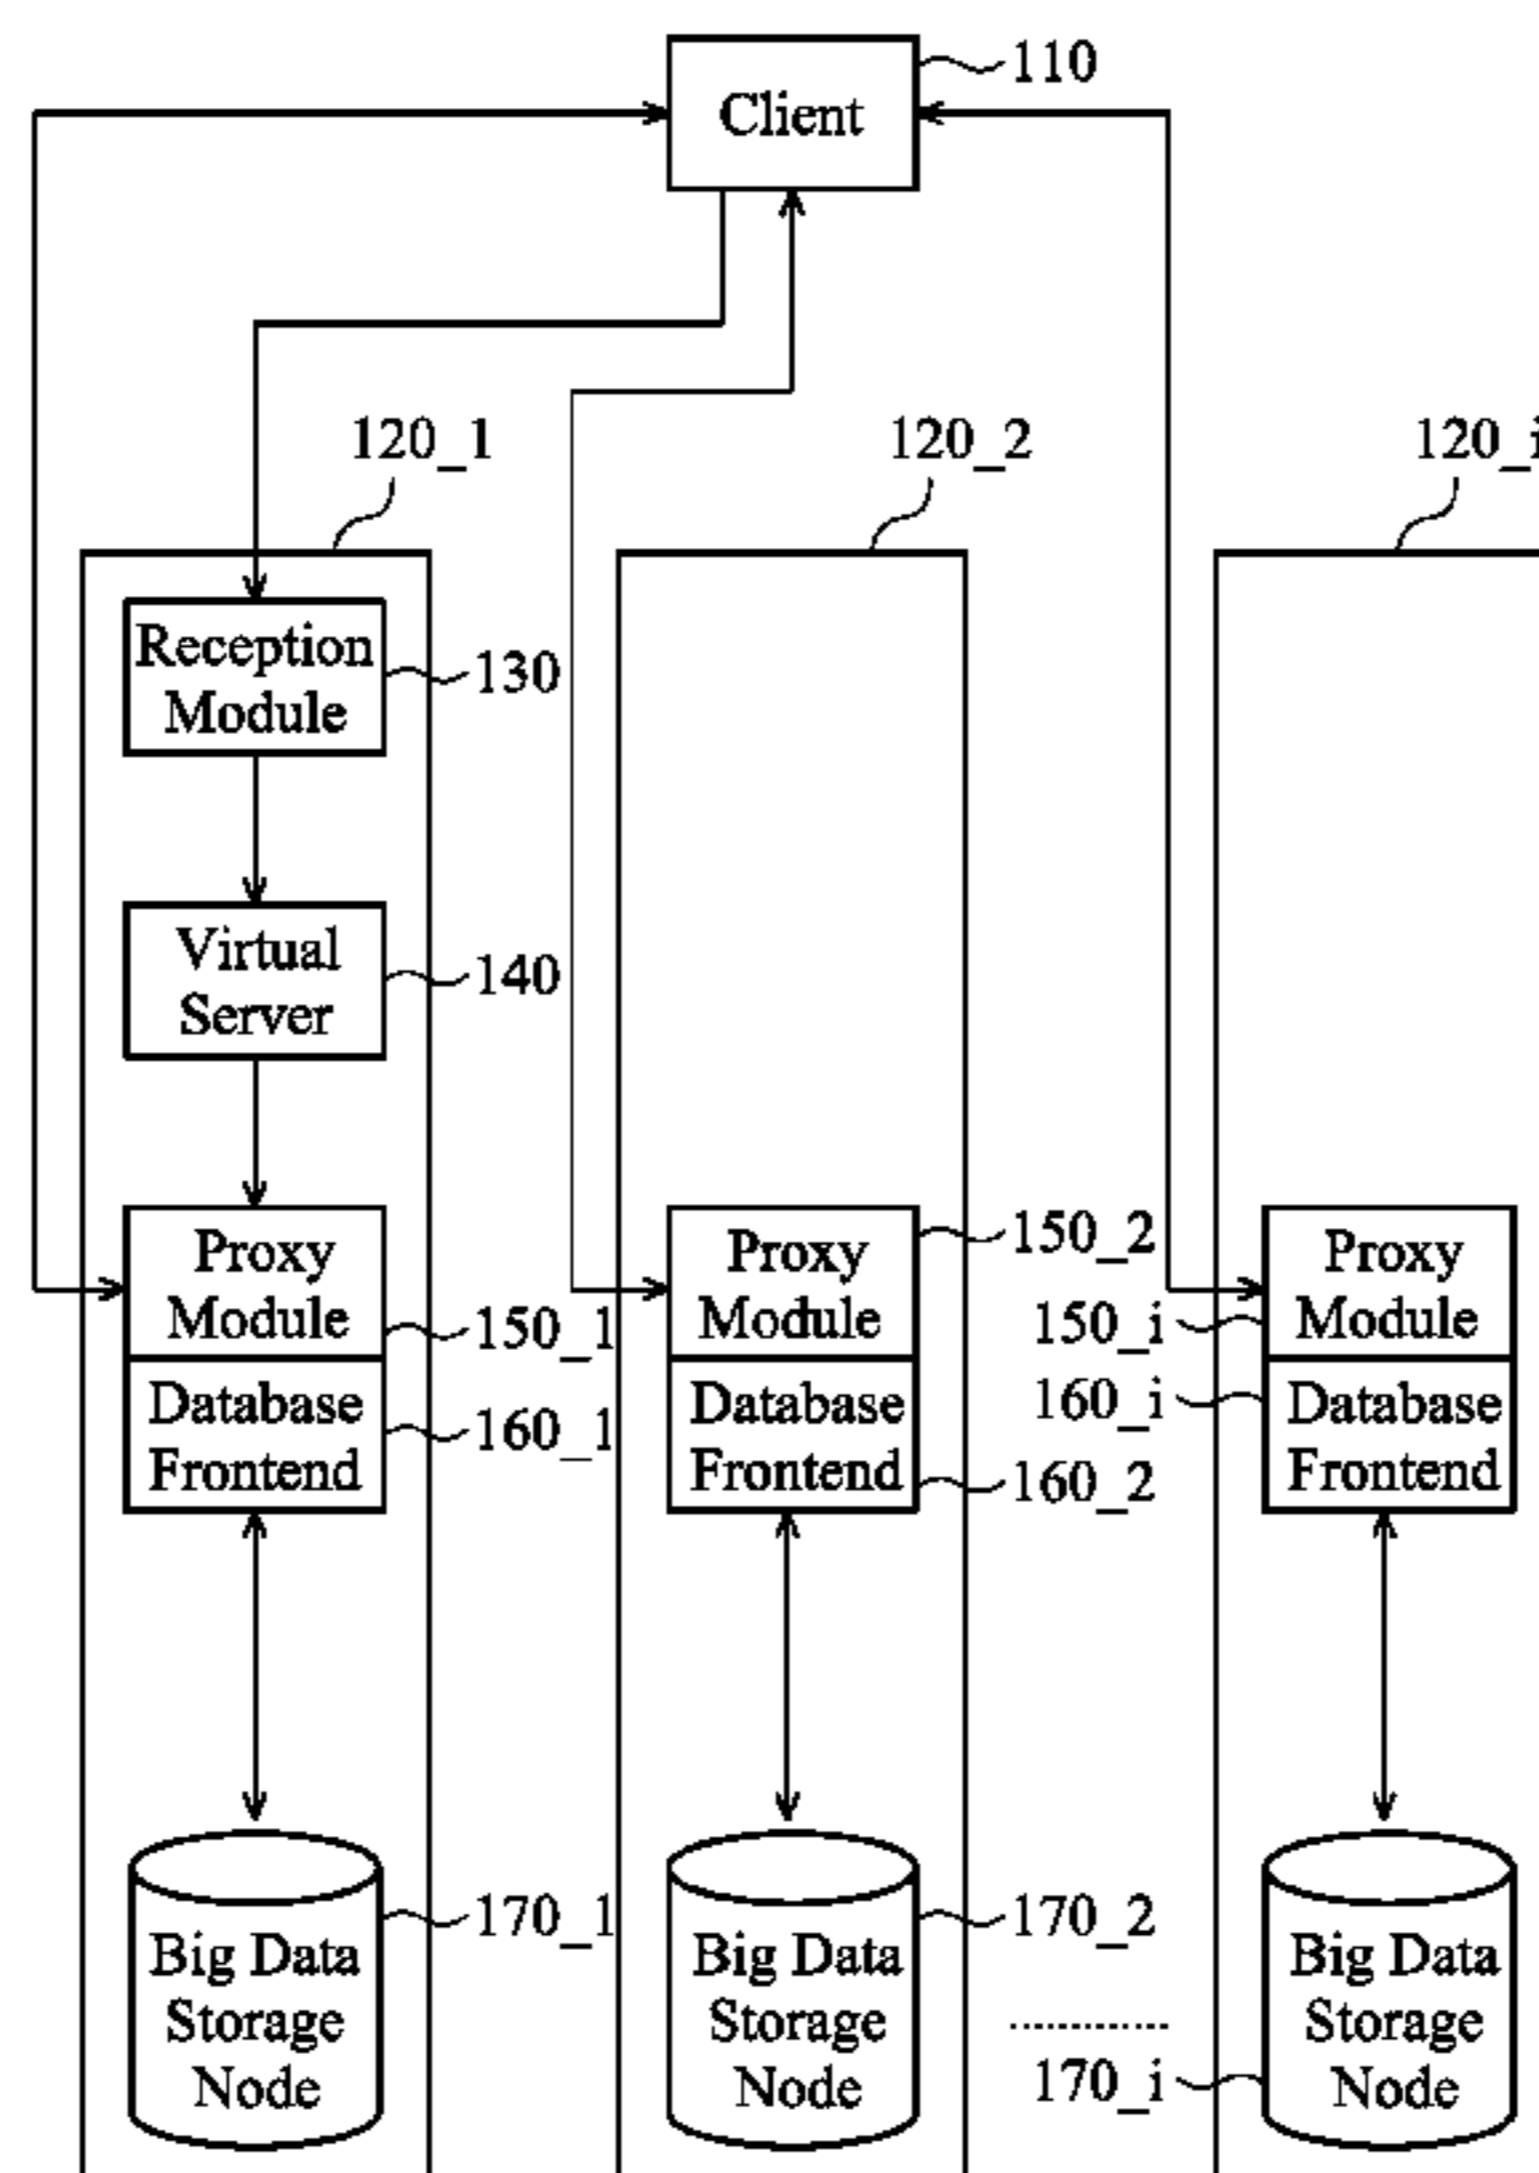 110
Client
120_1
120_2
120_i
Reception
Module
130
Virtual
Server
140
Proxy
Module
150_1
Database
Frontend
160_1
Proxy
Module
150_2
Database
Frontend
160_2
Proxy
Module
150_i
160_i
Database
Frontend
Big Data
Storage
Node
170_1
Big Data
Storage
Node
170_2
Big Data
Storage
Node
170_i